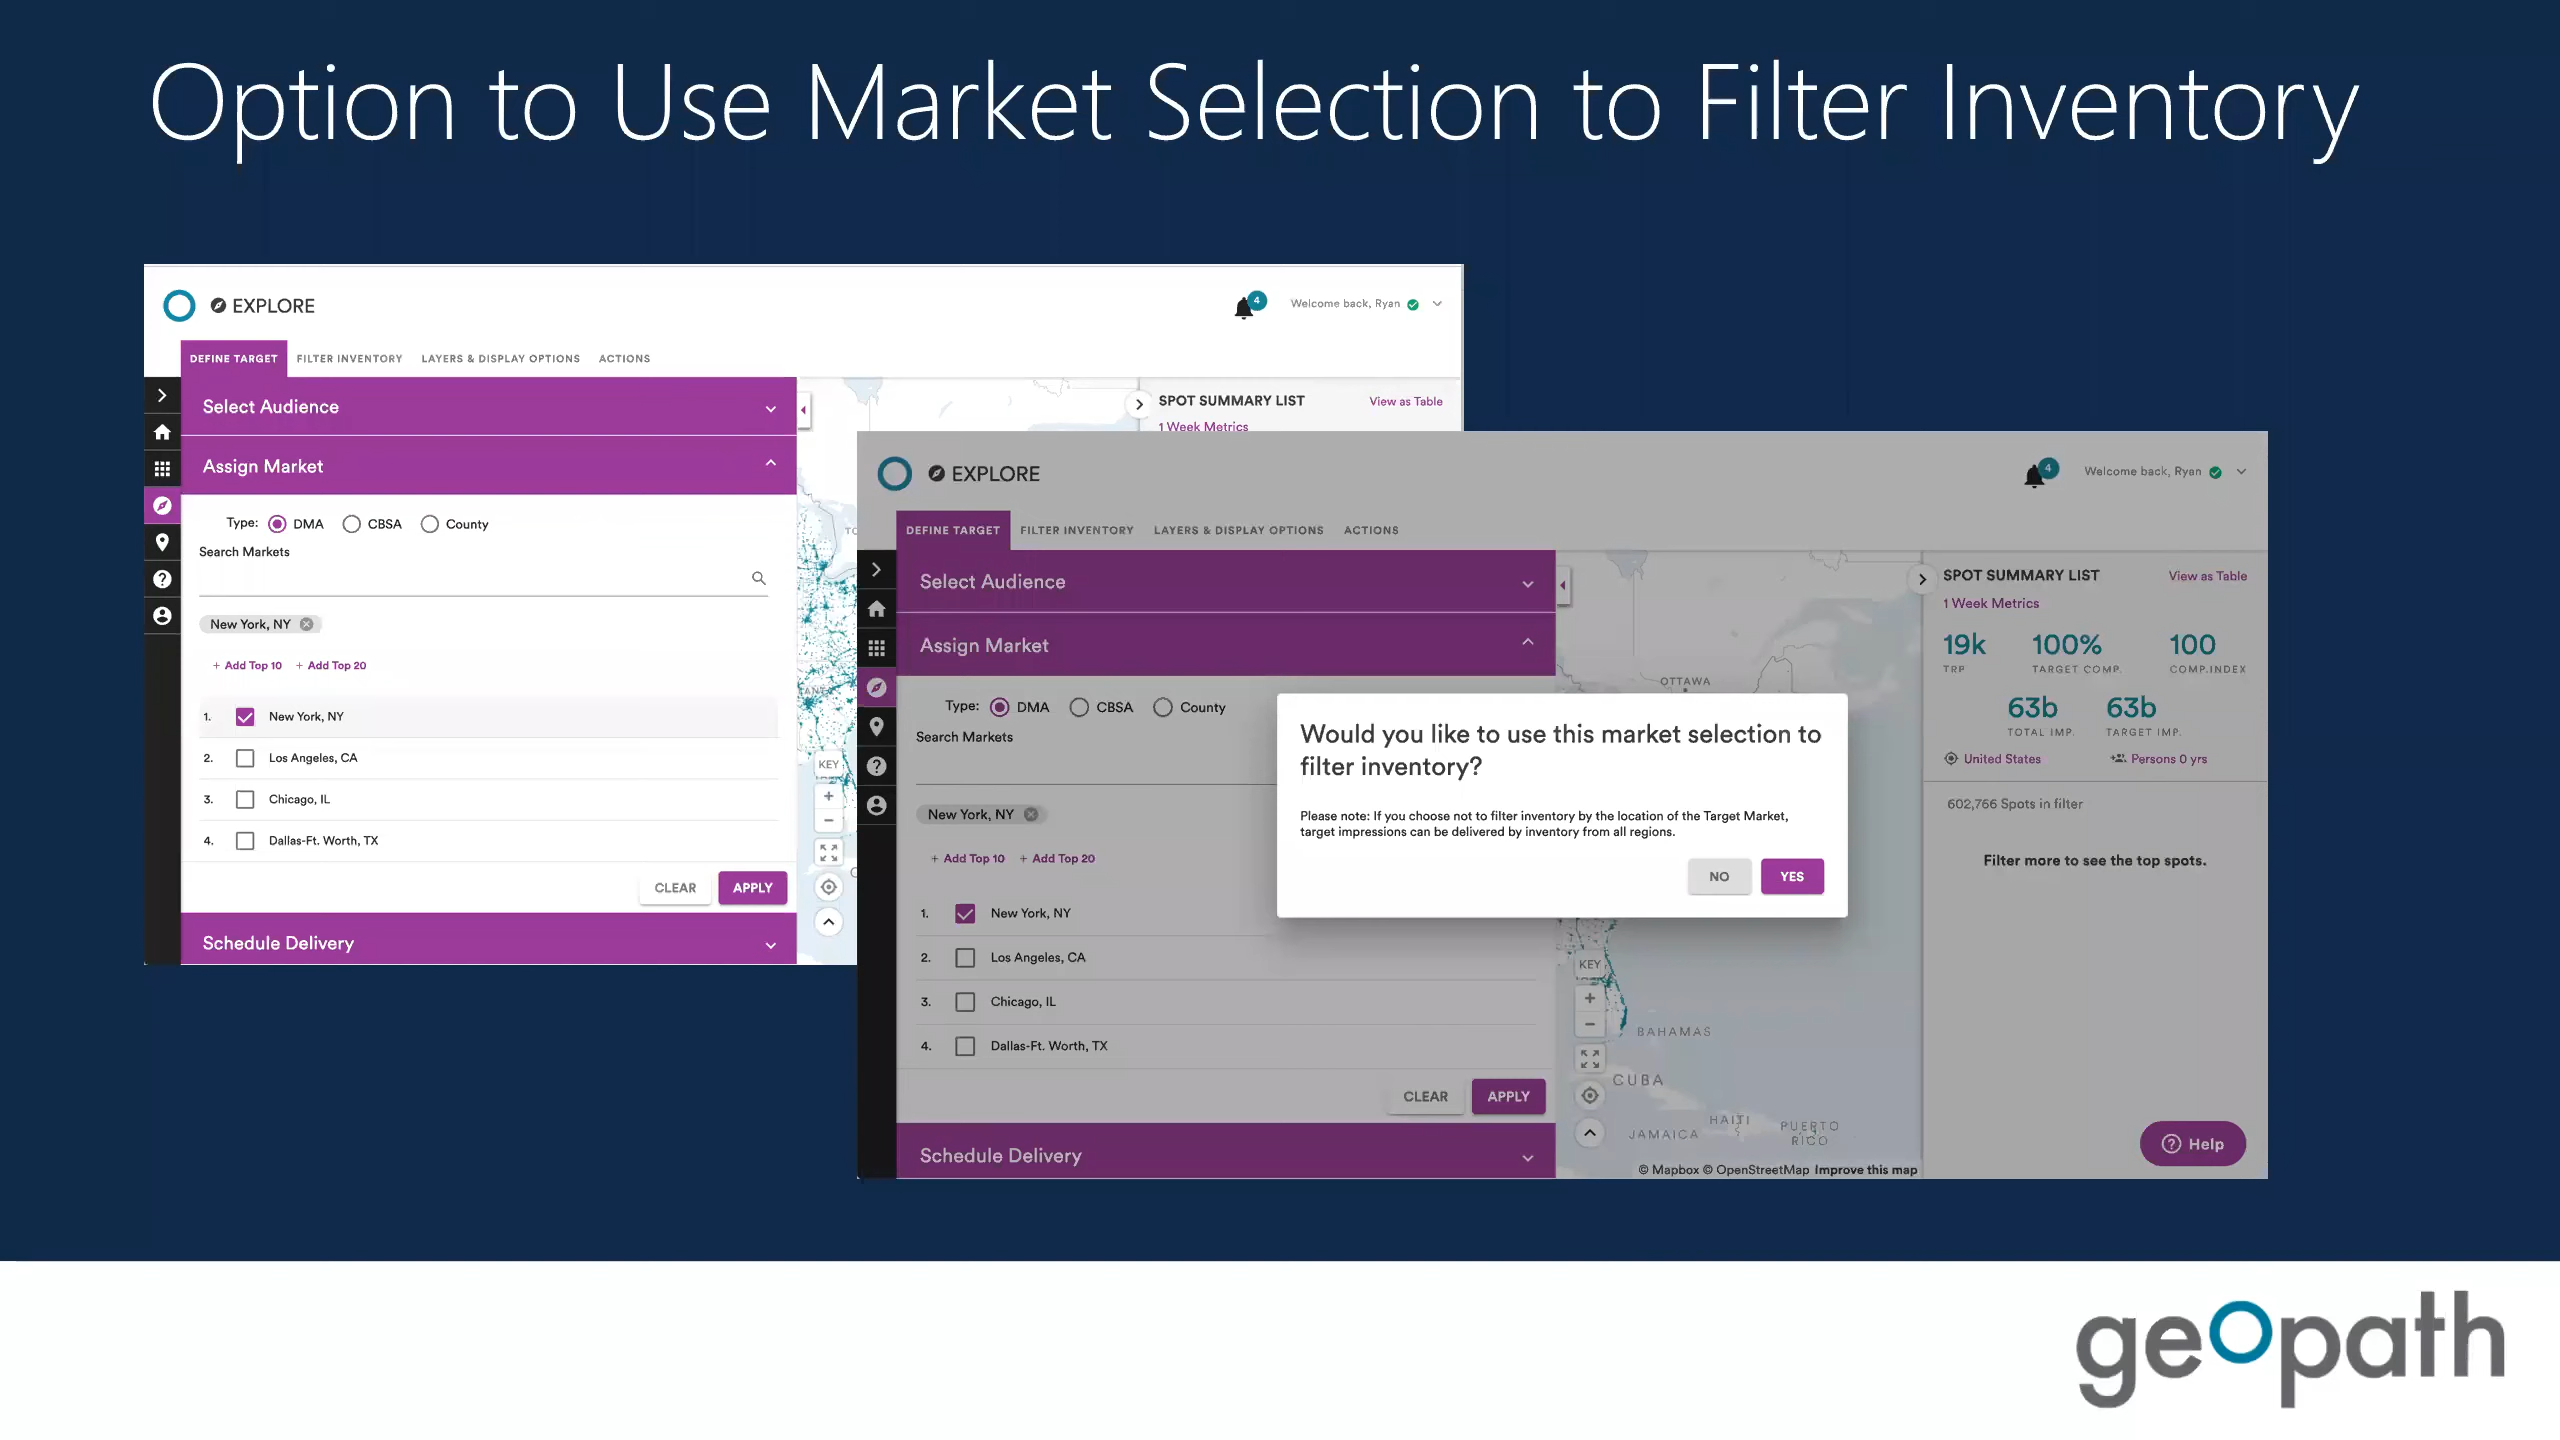 Option to Use Market Selection to Filter Inventory
EXPLORE
4
Welcome back, Ryan
DEFINE TARGET
FILTER INVENTORY
LAYERS & DISPLAY OPTIONS
ACTIONS
Select Audience
Assign Market
Type: DMA CBSA County
Search Markets
New York, NY
+ Add Top 10 + Add Top 20
1. New York, NY
2. Los Angeles, CA
3. Chicago, IL
4. Dallas-Ft. Worth, TX
CLEAR APPLY
Schedule Delivery
KEY
SPOT SUMMARY LIST View as Table
1 Week Metrics
EXPLORE
4
Welcome back, Ryan
DEFINE TARGET
FILTER INVENTORY
LAYERS & DISPLAY OPTIONS
ACTIONS
Select Audience
Assign Market
Type: DMA CBSA County
Search Markets
New York, NY
+ Add Top 10 + Add Top 20
1. New York, NY
2. Los Angeles, CA
3. Chicago, IL
4. Dallas-Ft. Worth, TX
CLEAR APPLY
Schedule Delivery
OTTAWA
Would you like to use this market selection to
filter inventory?
Please note: If you choose not to filter inventory by the location of the Target Market,
target impressions can be delivered by inventory from all regions.
NO YES
KEY
BAHAMAS
CUBA
HAITI
JAMAICA
PUERTO
RICO
© Mapbox © OpenStreetMap Improve this map
SPOT SUMMARY LIST View as Table
1 Week Metrics
19k 100% 100
TRP TARGET COMP. COMP.INDEX
63b 63b
TOTAL IMP. TARGET IMP.
United States Persons 0 yrs
602,766 Spots in filter
Filter more to see the top spots.
Help
geopath